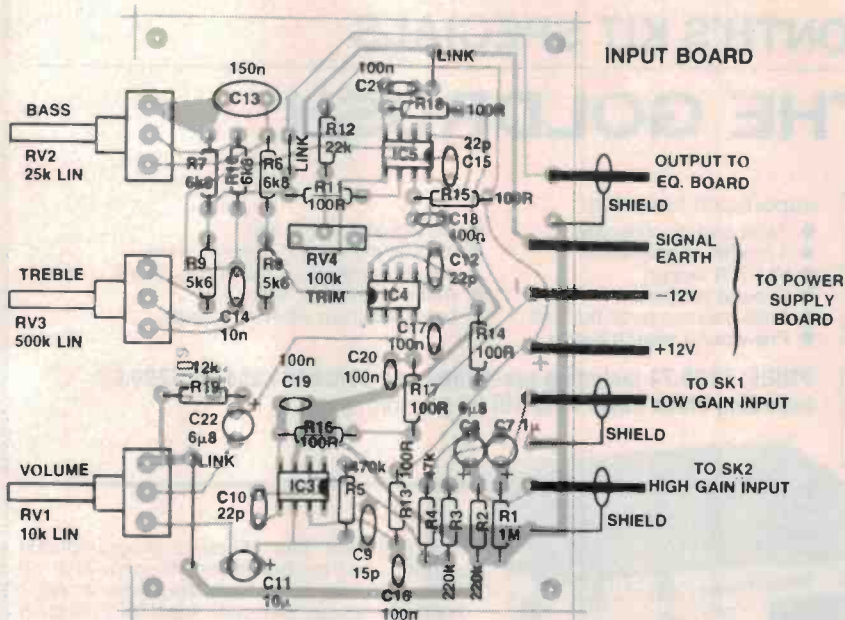 INPUT BOARD
LINK
150n
100n
C13
C21
R18
100R
BASS
RV2
25k LIN
R12
22k
IC5
22p
C15
R7
6k8
R10
6k8
R6
6k8
LINK
R11
100R
R15
100R
C18
100n
OUTPUT TO
EQ. BOARD
SHIELD
SIGNAL
EARTH
RV4
100k
TRIM
C12
22p
IC4
TREBLE
RV3
500k LIN
R9
5k6
R8
5k6
C14
10n
C17
100n
R14
100R
−12V
+12V
TO POWER
SUPPLY
BOARD
12k
R19
100n
C19
C20
100n
R17
100R
C22
6µ8
R16
100R
6µ8
C8
C7
1µ
TO SK1
LOW GAIN INPUT
SHIELD
VOLUME
RV1
10k LIN
LINK
IC3
470k
R5
100R
R13
47k
R4
R3
R2
R1
1M
TO SK2
HIGH GAIN INPUT
SHIELD
C10
22p
C11
10µ
C9
15p
C16
100n
220k
220k